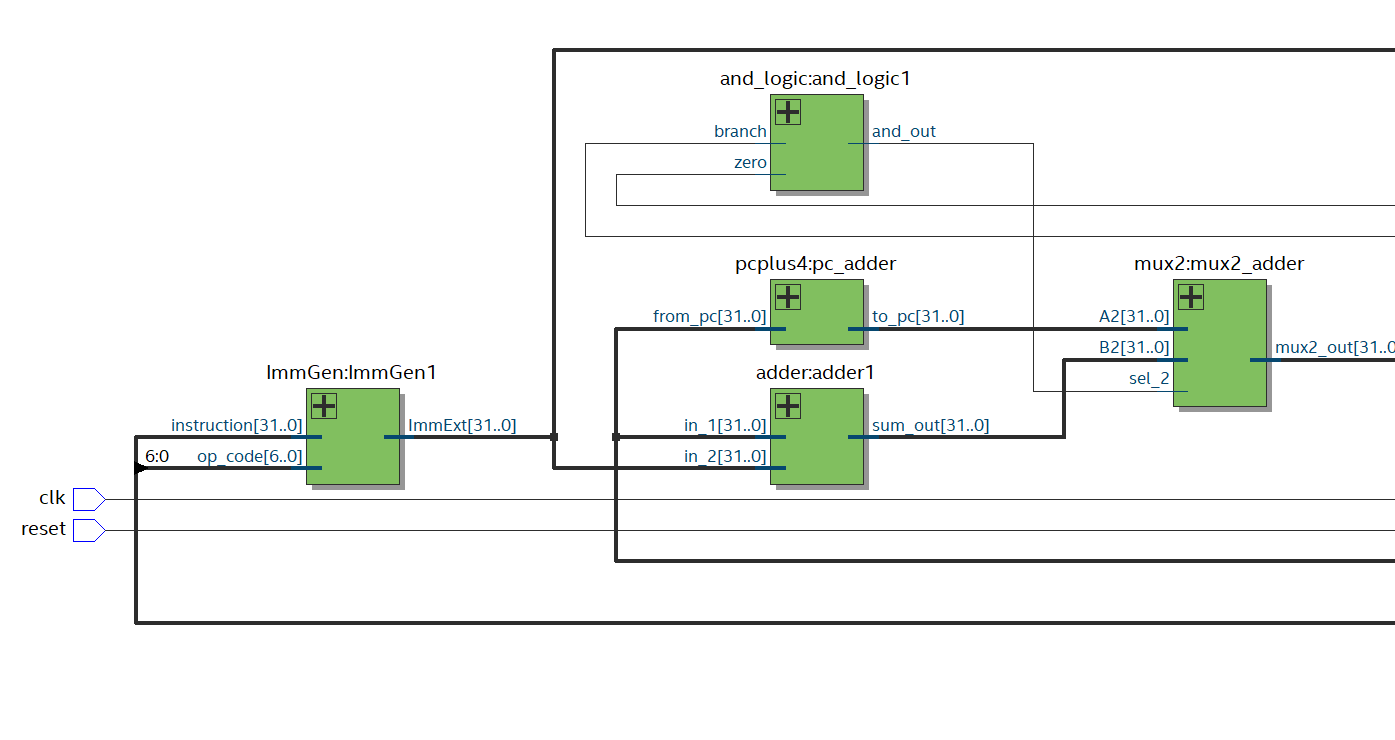 and_logic:and_logic1
branch
and_out
zero
pcplus4:pc_adder
mux2:mux2_adder
from_pc[31..0]
to_pc[31..0]
A2[31..0]
B2[31..0]
mux2_out[31..0
sel_2
ImmGen:ImmGen1
adder:adder1
instruction[31..0]
ImmExt[31..0]
in_1[31..0]
sum_out[31..0]
6:0
op_code[6..0]
in_2[31..0]
clk
reset